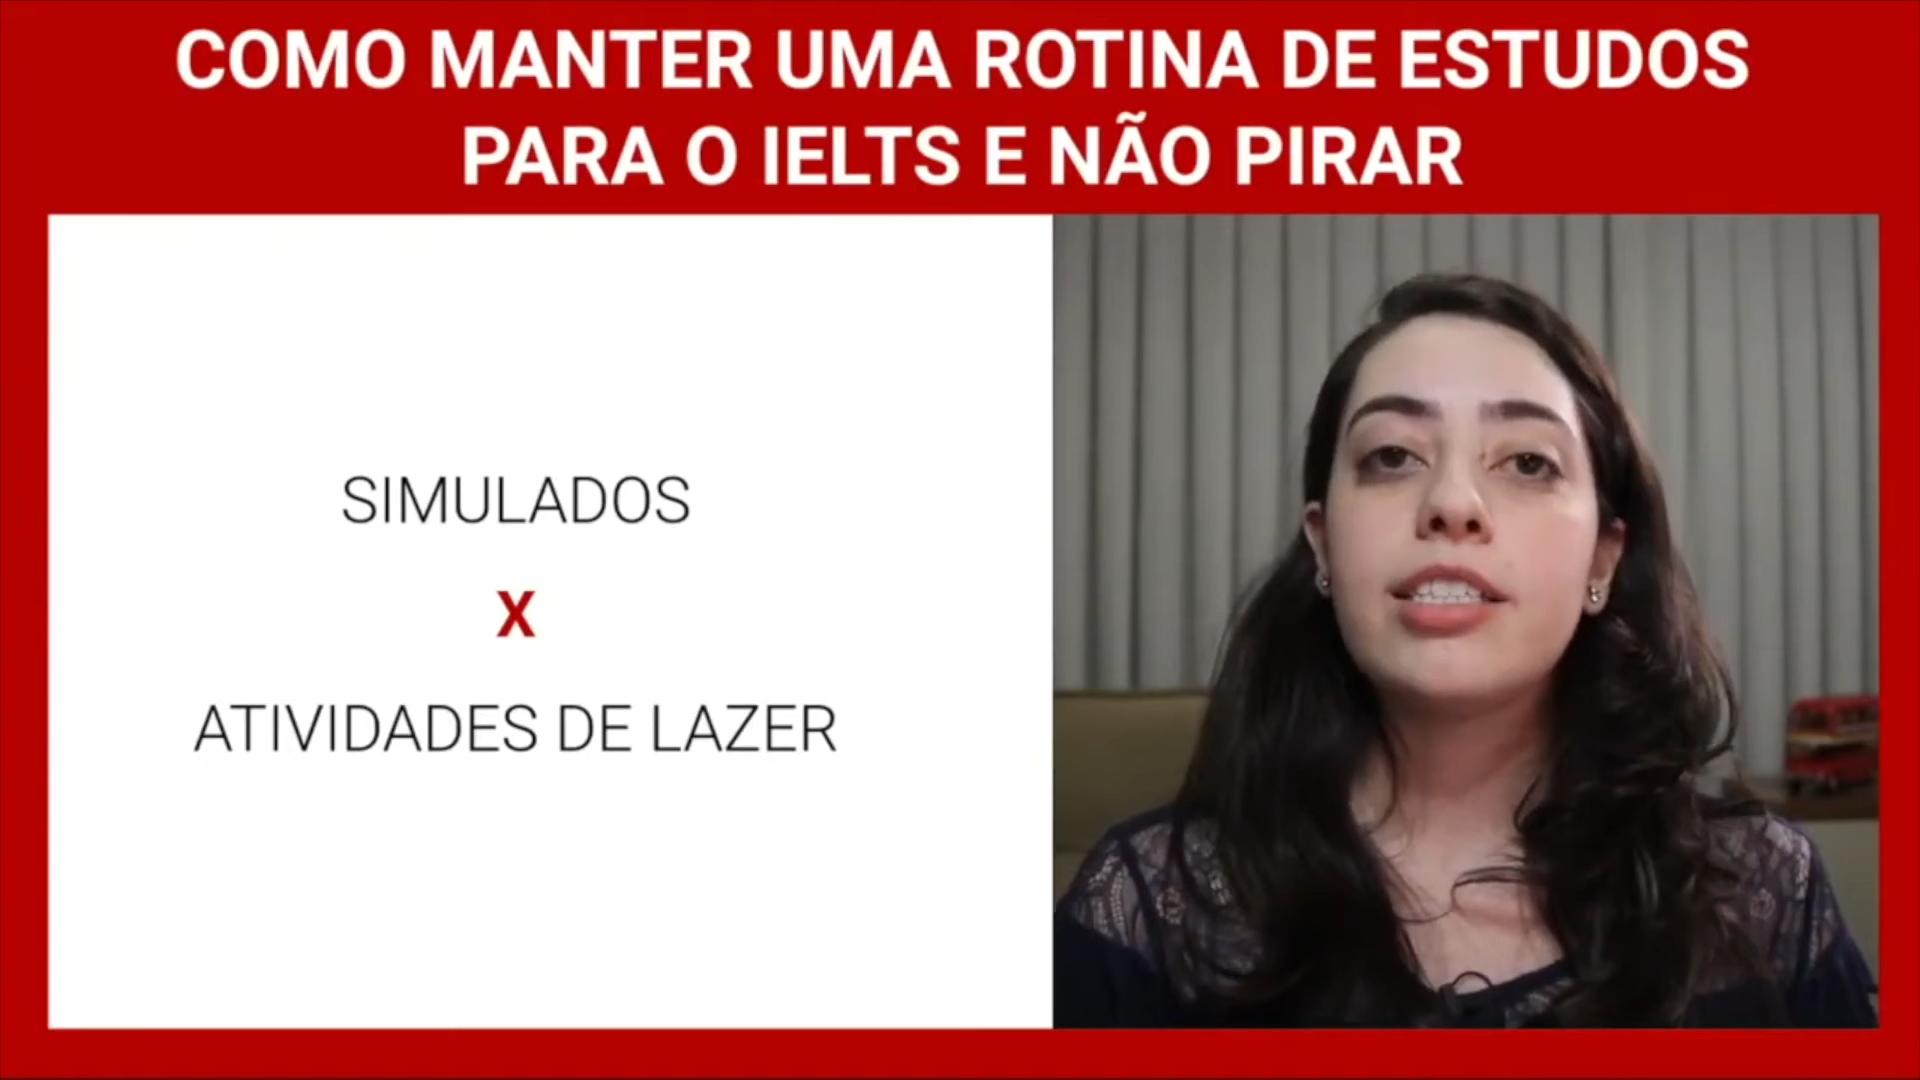 COMO MANTER UMA ROTINA DE ESTUDOS
PARA O IELTS E NÃO PIRAR
SIMULADOS
X
ATIVIDADES DE LAZER